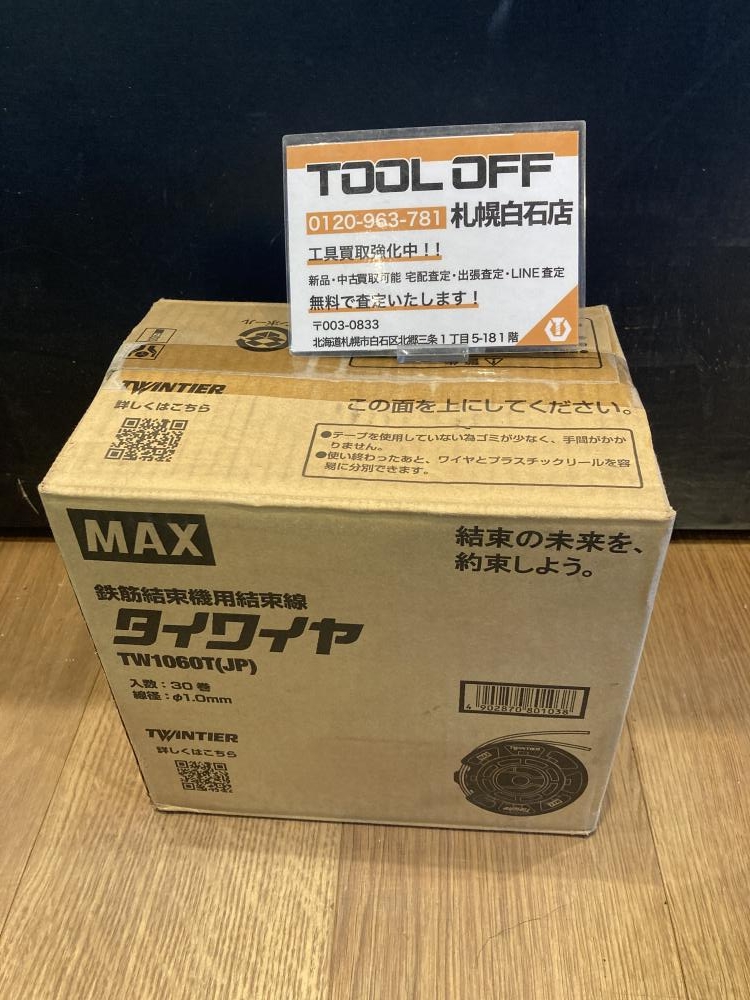 TOOL OFF
0120-963-781 札幌白石店
工具買取強化中！！
新品・中古買取可能 宅配査定・出張査定・LINE査定
無料で査定いたします！
〒003-0833
北海道札幌市白石区北郷三条1丁目5-18 1階
TWINTIER
詳しくはこちら
この面を上にしてください。
●テープを使用していない為ゴミが少なく、手間がかか
りません。
●使い終わったあと、ワイヤとプラスチックリールを容
易に分別できます。
MAX
結束の未来を、
約束しよう。
鉄筋結束機用結束線
タイワイヤ
TW1060T(JP)
入数：30巻
線径：φ1.0mm
4 902870 801038
TWINTIER
詳しくはこちら
TWINTIER